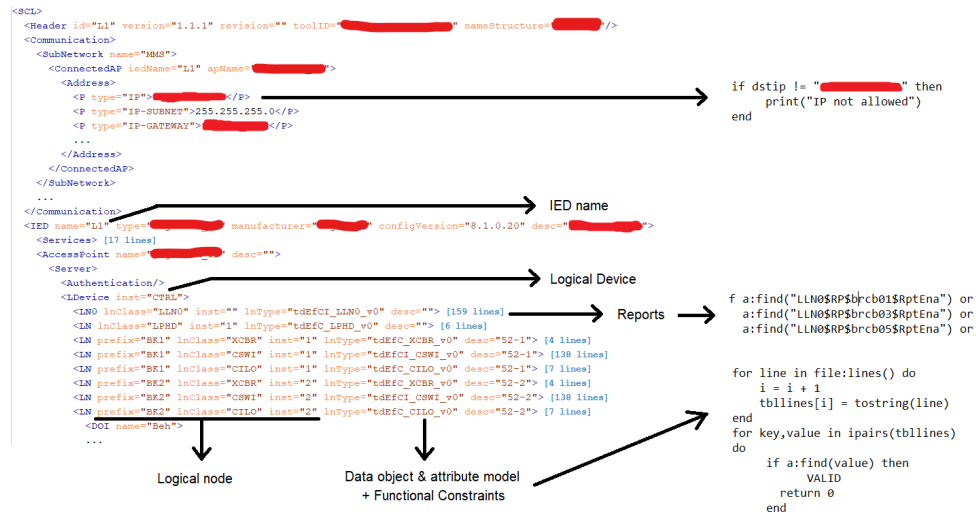 <SCL>
<Header id="L1" version="1.1.1" revision="" toolID=" " nameStructure=" "/>
<Communication>
<SubNetwork name="MMS">
<ConnectedAP iedName="L1" apName=" ">
<Address>
<P type="IP"> </P>
<P type="IP-SUBNET">255.255.255.0</P>
<P type="IP-GATEWAY"> </P>
...
</Address>
</ConnectedAP>
</SubNetwork>
...
</Communication>
<IED name="L1" type=" " manufacturer=" " configVersion="8.1.0.20" desc=" ">
<Services> [17 lines]
<AccessPoint name=" " desc="">
<Server>
<Authentication/>
<LDevice inst="CTRL">
<LN0 lnClass="LLN0" inst="" lnType="tdEfCI_LLN0_v0" desc=""> [159 lines]
<LN lnClass="LPHD" inst="1" lnType="tdEfC_LPHD_v0" desc=""> [6 lines]
<LN prefix="BK1" lnClass="XCBR" inst="1" lnType="tdEfC_XCBR_v0" desc="52-1"> [4 lines]
<LN prefix="BK1" lnClass="CSWI" inst="1" lnType="tdEfCI_CSWI_v0" desc="52-1"> [138 lines]
<LN prefix="BK1" lnClass="CILO" inst="1" lnType="tdEfC_CILO_v0" desc="52-1"> [7 lines]
<LN prefix="BK2" lnClass="XCBR" inst="2" lnType="tdEfC_XCBR_v0" desc="52-2"> [4 lines]
<LN prefix="BK2" lnClass="CSWI" inst="2" lnType="tdEfCI_CSWI_v0" desc="52-2"> [138 lines]
<LN prefix="BK2" lnClass="CILO" inst="2" lnType="tdEfC_CILO_v0" desc="52-2"> [7 lines]
<DOI name="Beh">
...
Logical node
Data object & attribute model
+ Functional Constraints
IED name
Logical Device
Reports
if dstip != " " then
print("IP not allowed")
end
f a:find("LLN0$RP$brcb01$RptEna") or
a:find("LLN0$RP$brcb03$RptEna") or
a:find("LLN0$RP$brcb05$RptEna") or
for line in file:lines() do
i = i + 1
tbllines[i] = tostring(line)
end
for key,value in ipairs(tbllines)
do
if a:find(value) then
VALID
return 0
end